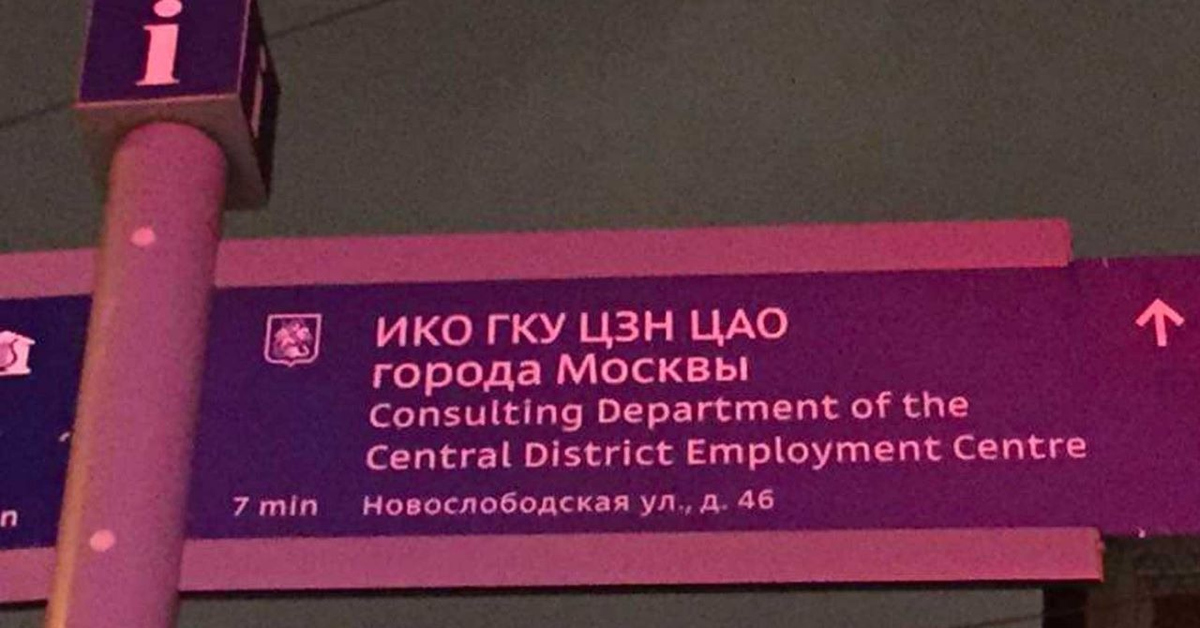 i
ИКО ГКУ ЦЗН ЦАО
города Москвы
Consulting Department of the
Central District Employment Centre
7 min Новослободская ул., д. 46
n